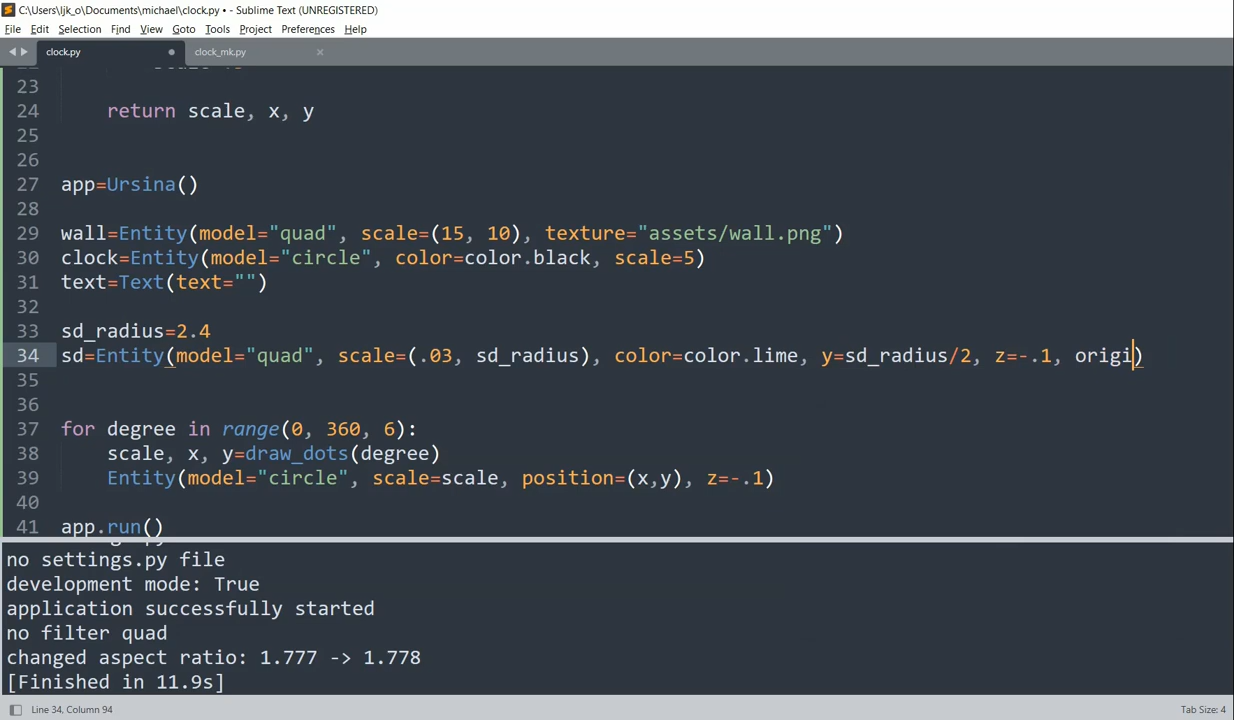 C:\Users\ljk_o\Documents\michael\clock.py • - Sublime Text (UNREGISTERED)
File Edit Selection Find View Goto Tools Project Preferences Help
clock.py clock_mk.py
22
23
24 return scale, x, y
25
26
27 app=Ursina()
28
29 wall=Entity(model="quad", scale=(15, 10), texture="assets/wall.png")
30 clock=Entity(model="circle", color=color.black, scale=5)
31 text=Text(text="")
32
33 sd_radius=2.4
34 sd=Entity(model="quad", scale=(.03, sd_radius), color=color.lime, y=sd_radius/2, z=-.1, origi)
35
36
37 for degree in range(0, 360, 6):
38 scale, x, y=draw_dots(degree)
39 Entity(model="circle", scale=scale, position=(x,y), z=-.1)
40
41 app.run()
no settings.py file
development mode: True
application successfully started
no filter quad
changed aspect ratio: 1.777 -> 1.778
[Finished in 11.9s]
Line 34, Column 94 Tab Size: 4